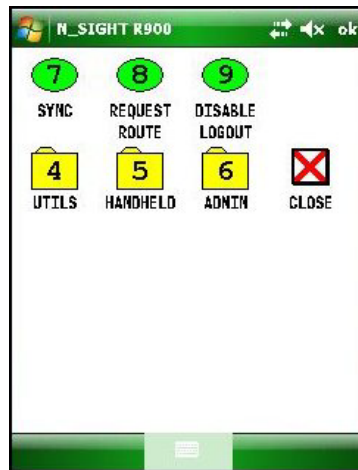 N_SIGHT R900 ok
7 8 9
SYNC REQUEST DISABLE
ROUTE LOGOUT
4 5 6
UTILS HANDHELD ADMIN CLOSE